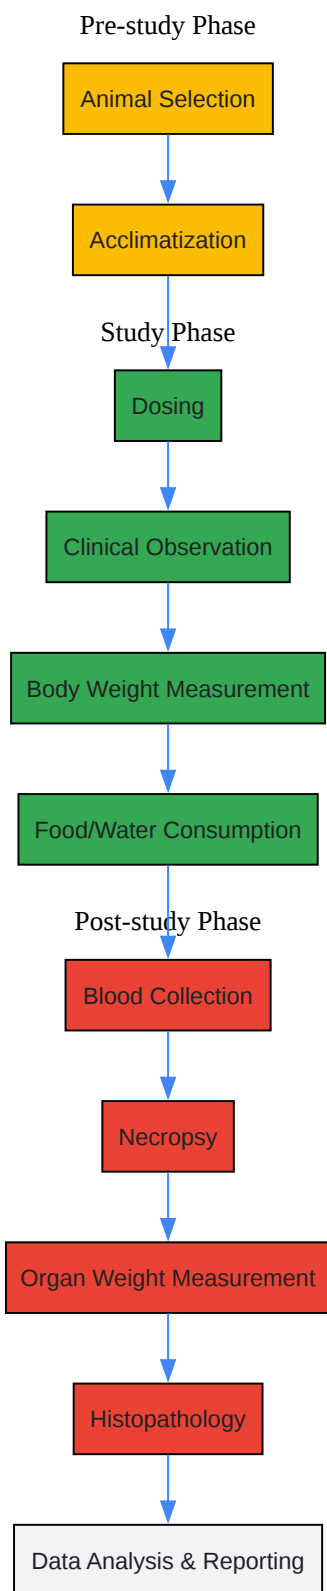 Pre-study Phase
Animal Selection
Acclimatization
Study Phase
Dosing
Clinical Observation
Body Weight Measurement
Food/Water Consumption
Post-study Phase
Blood Collection
Necropsy
Organ Weight Measurement
Histopathology
Data Analysis & Reporting